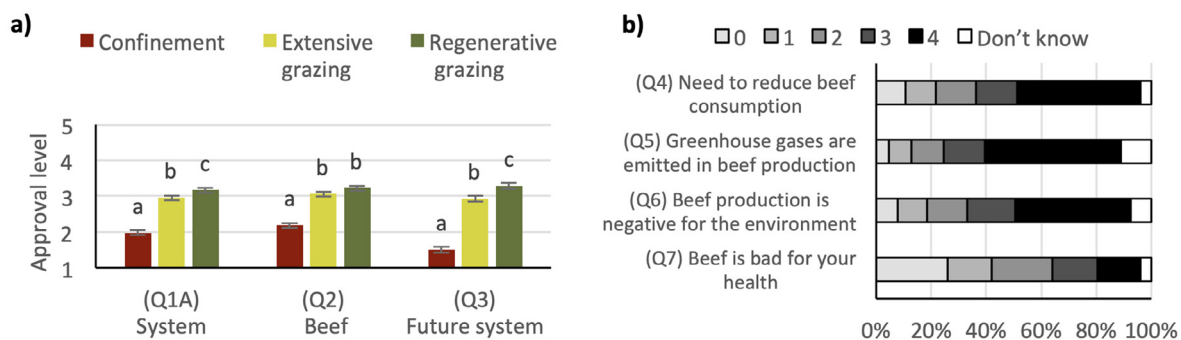 a)
Confinement
Extensive
grazing
Regenerative
grazing
Approval level
5
4
3
2
1
a
b
c
a
b
b
a
b
c
(Q1A)
System
(Q2)
Beef
(Q3)
Future system
b)
0 1 2 3 4 Don't know
(Q4) Need to reduce beef
consumption
(Q5) Greenhouse gases are
emitted in beef production
(Q6) Beef production is
negative for the environment
(Q7) Beef is bad for your
health
0% 20% 40% 60% 80% 100%